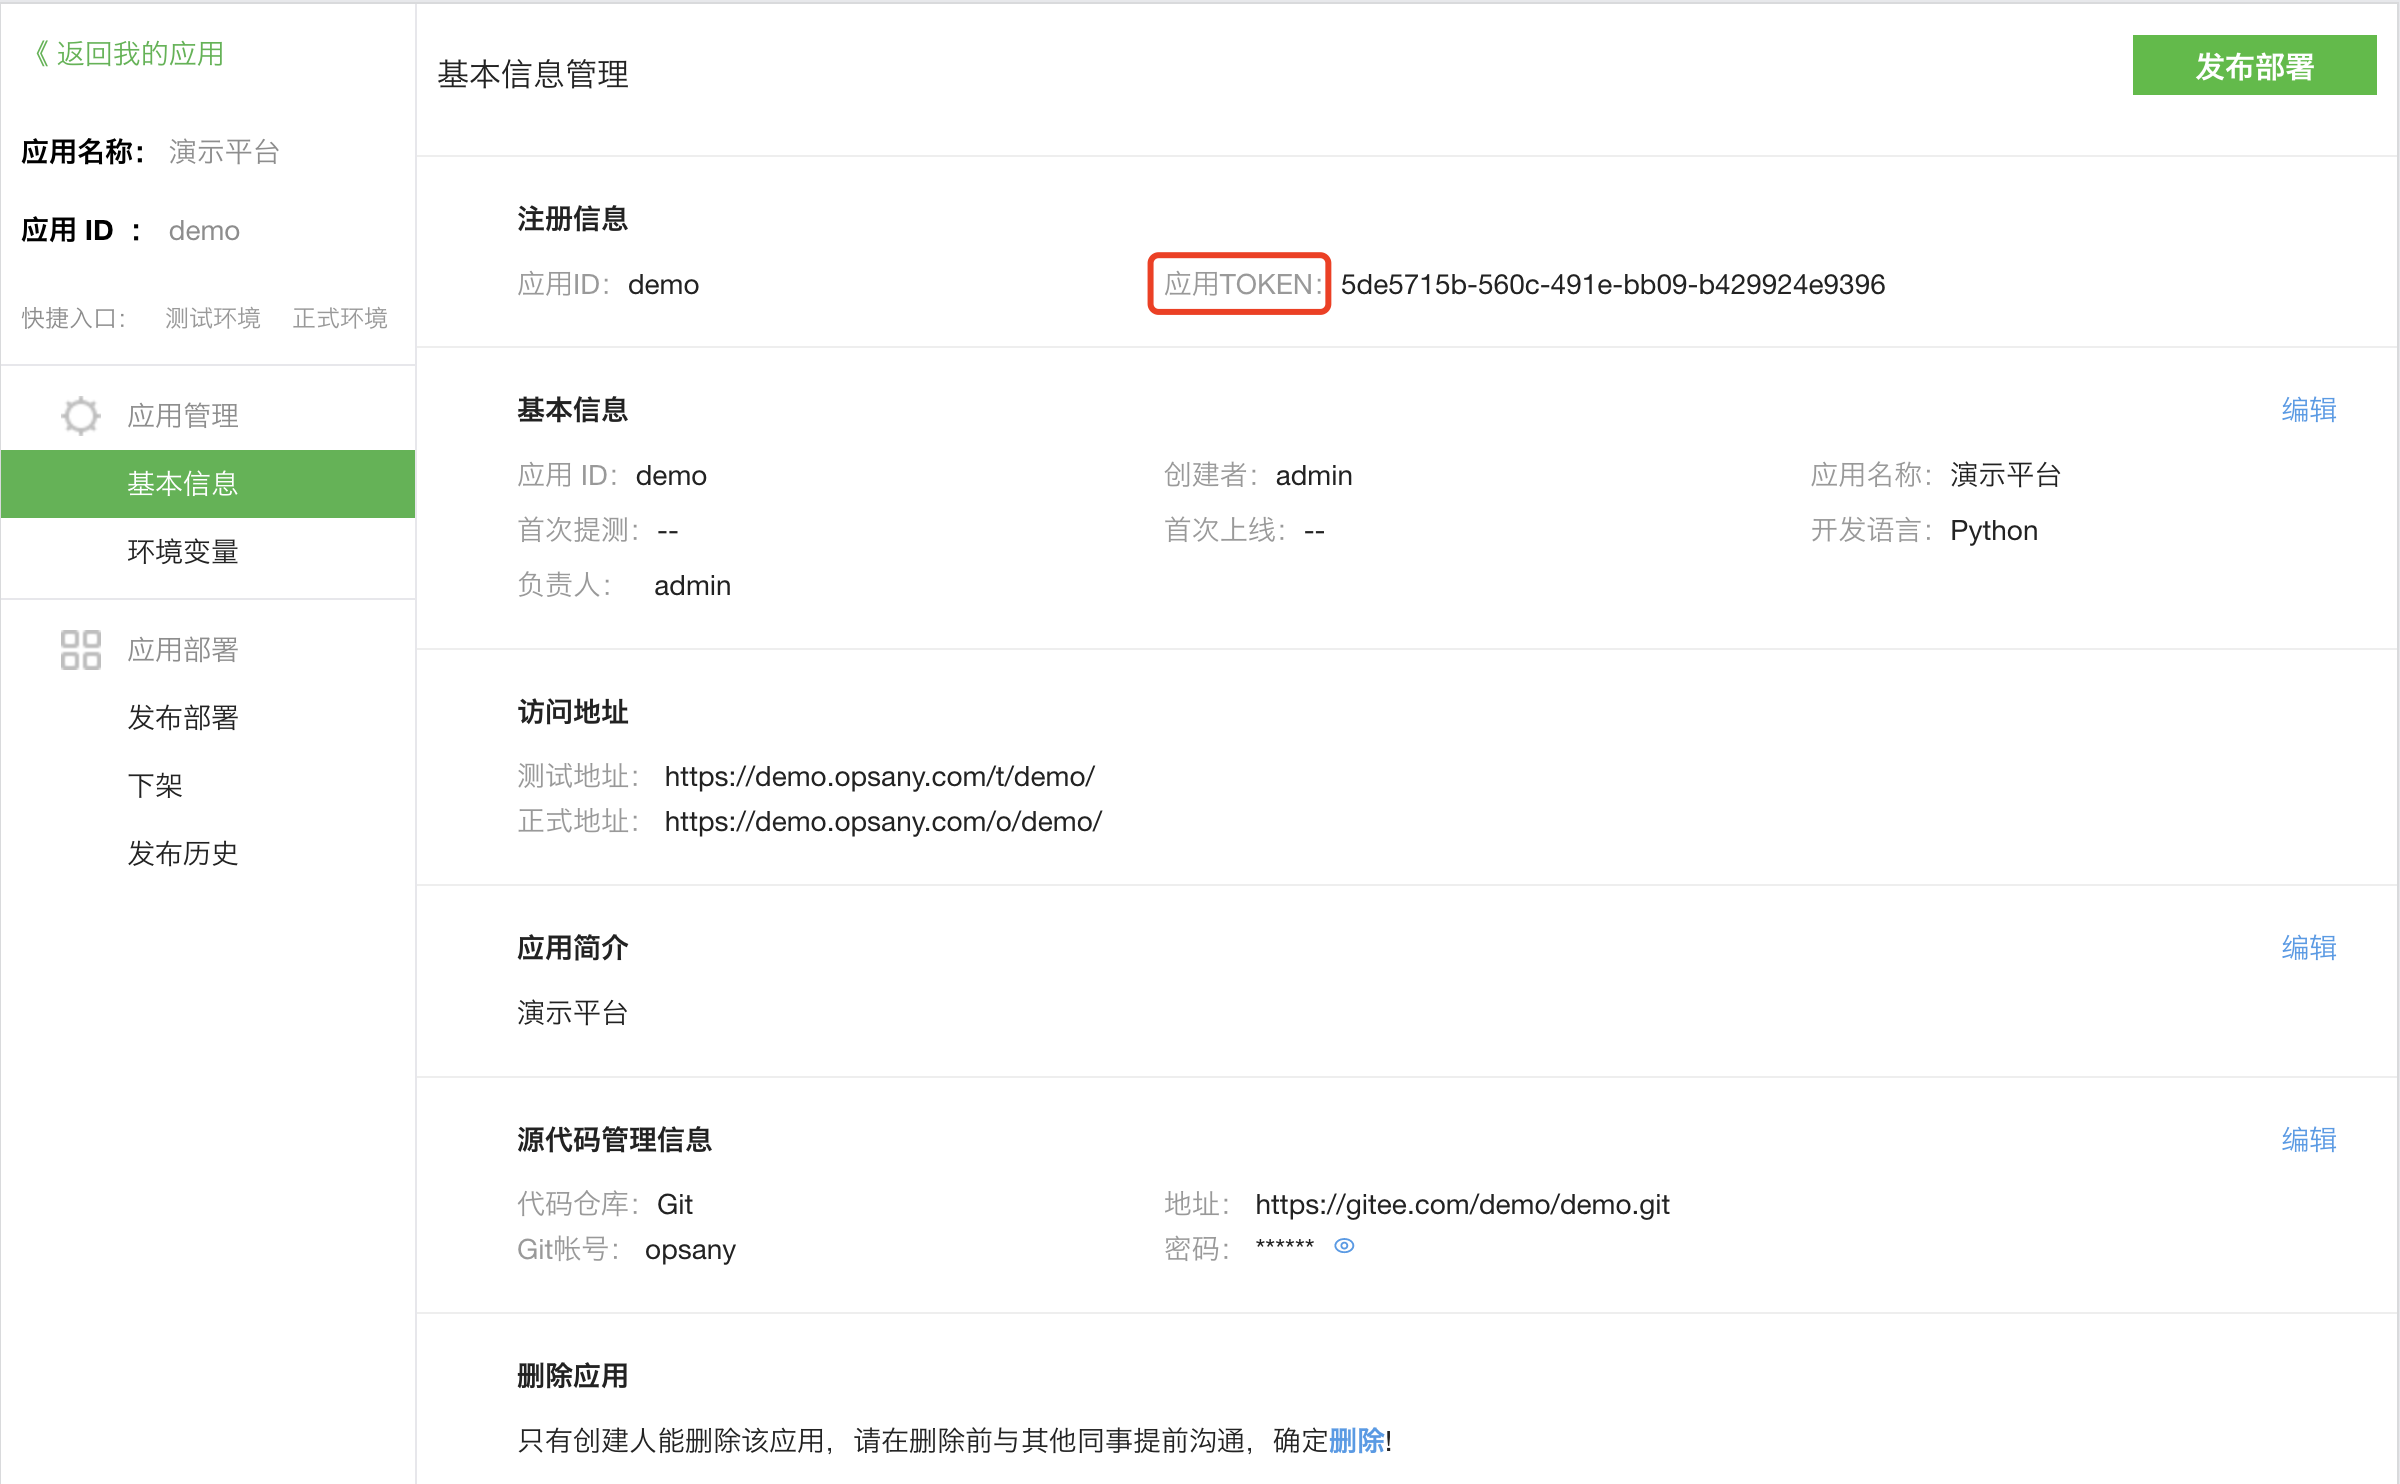 《 返回我的应用
应用名称： 演示平台
应用 ID ： demo
快捷入口： 测试环境 正式环境
应用管理
基本信息
环境变量
应用部署
发布部署
下架
发布历史
基本信息管理
发布部署
注册信息
应用ID： demo 应用TOKEN： 5de5715b-560c-491e-bb09-b429924e9396
基本信息 编辑
应用 ID： demo 创建者： admin 应用名称： 演示平台
首次提测： -- 首次上线： -- 开发语言： Python
负责人： admin
访问地址
测试地址： https://demo.opsany.com/t/demo/
正式地址： https://demo.opsany.com/o/demo/
应用简介 编辑
演示平台
源代码管理信息 编辑
代码仓库： Git 地址： https://gitee.com/demo/demo.git
Git帐号： opsany 密码： ******
删除应用
只有创建人能删除该应用，请在删除前与其他同事提前沟通，确定删除!